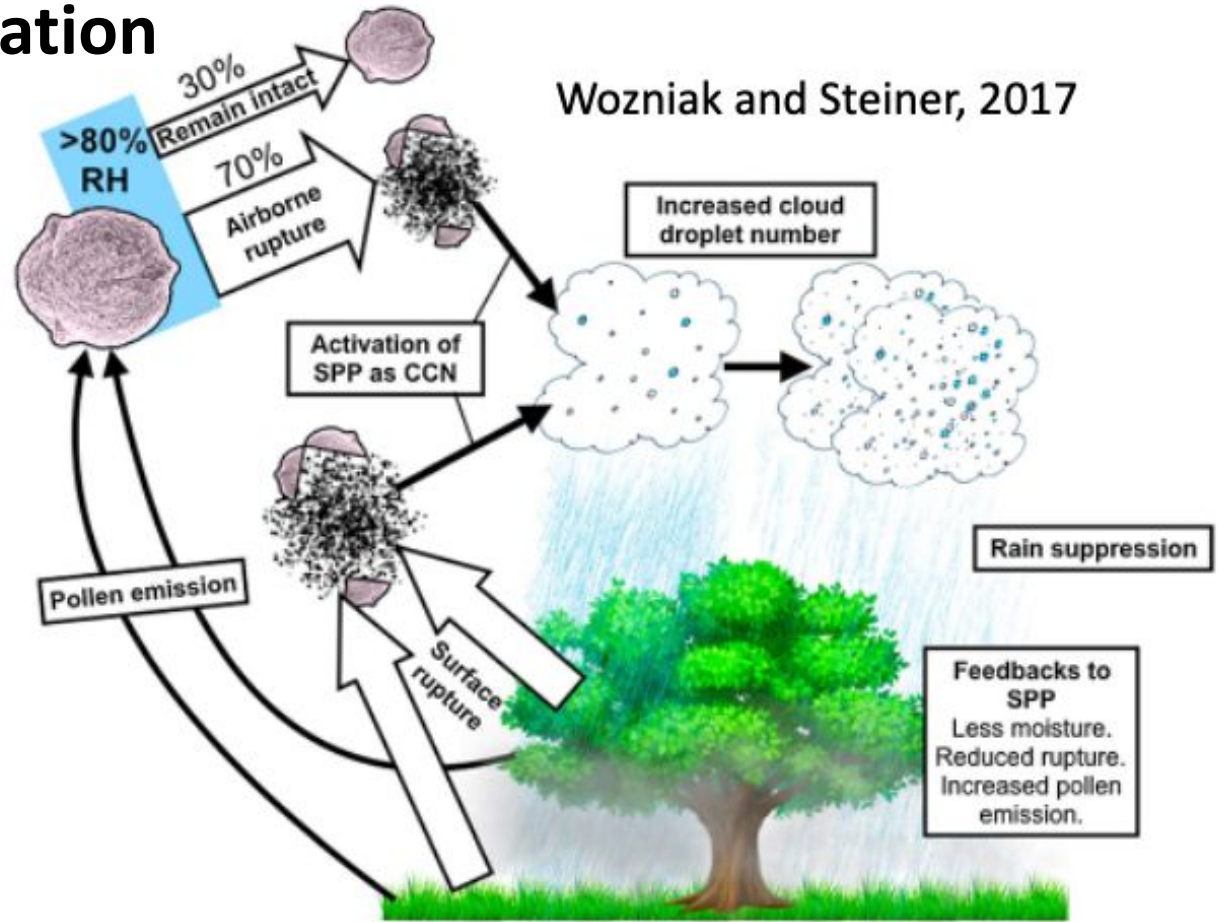 ation
Wozniak and Steiner, 2017
30%
Remain intact
>80%
RH
70%
Airborne
rupture
Increased cloud
droplet number
Activation of
SPP as CCN
Pollen emission
Surface
rupture
Rain suppression
Feedbacks to
SPP
Less moisture.
Reduced rupture.
Increased pollen
emission.